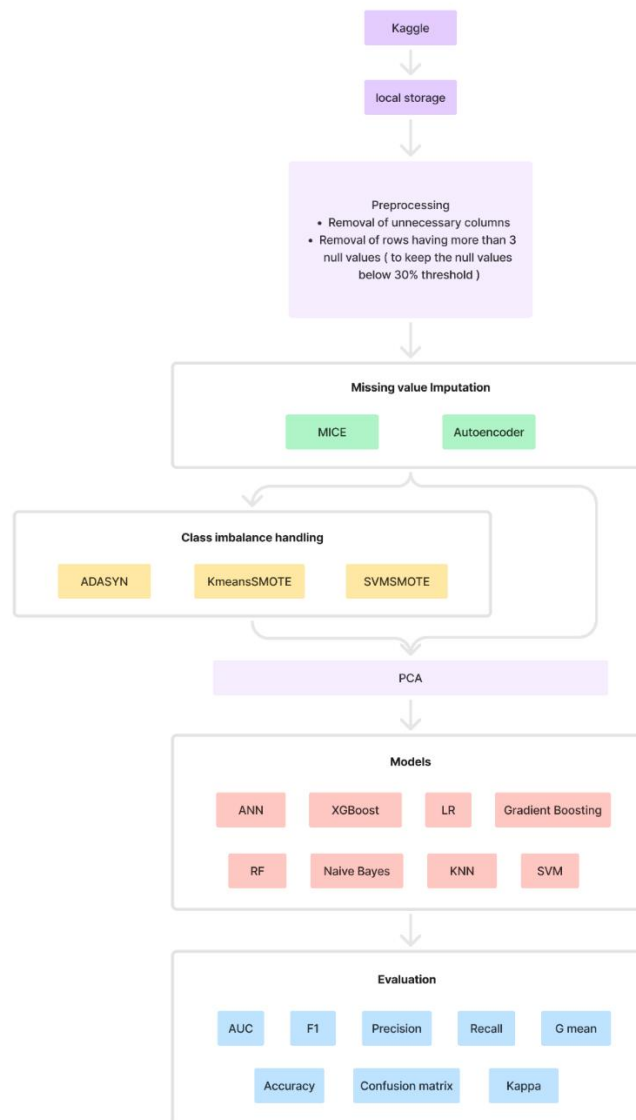 Kaggle
local storage
Preprocessing
• Removal of unnecessary columns
• Removal of rows having more than 3
null values ( to keep the null values
below 30% threshold )
Missing value Imputation
MICE
Autoencoder
Class imbalance handling
ADASYN
KmeansSMOTE
SVMSMOTE
PCA
Models
ANN
XGBoost
LR
Gradient Boosting
RF
Naive Bayes
KNN
SVM
Evaluation
AUC
F1
Precision
Recall
G mean
Accuracy
Confusion matrix
Kappa